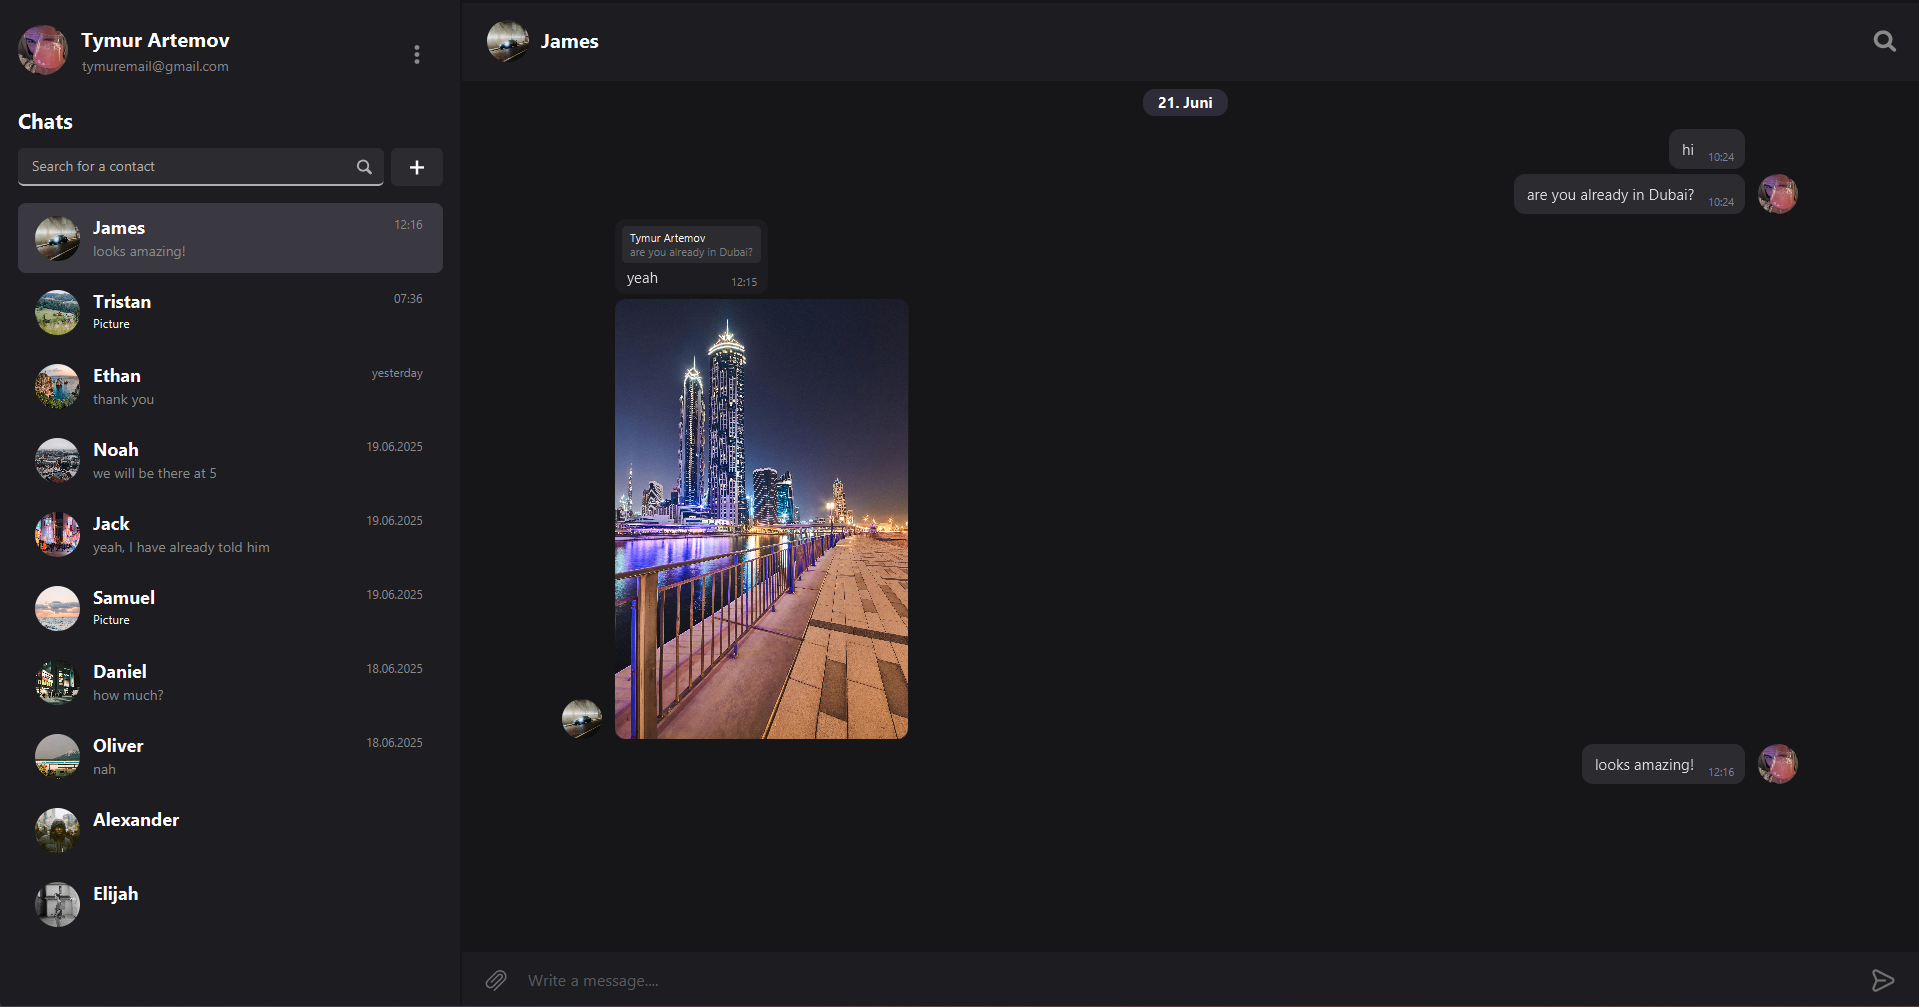 Tymur Artemov
tymuremail@gmail.com
Chats
Search for a contact
James 12:16
looks amazing!
Tristan 07:36
Picture
Ethan yesterday
thank you
Noah 19.06.2025
we will be there at 5
Jack 19.06.2025
yeah, I have already told him
Samuel 19.06.2025
Picture
Daniel 18.06.2025
how much?
Oliver 18.06.2025
nah
Alexander
Elijah
James
21. Juni
hi 10:24
are you already in Dubai? 10:24
Tymur Artemov
are you already in Dubai?
yeah 12:15
looks amazing! 12:16
Write a message....